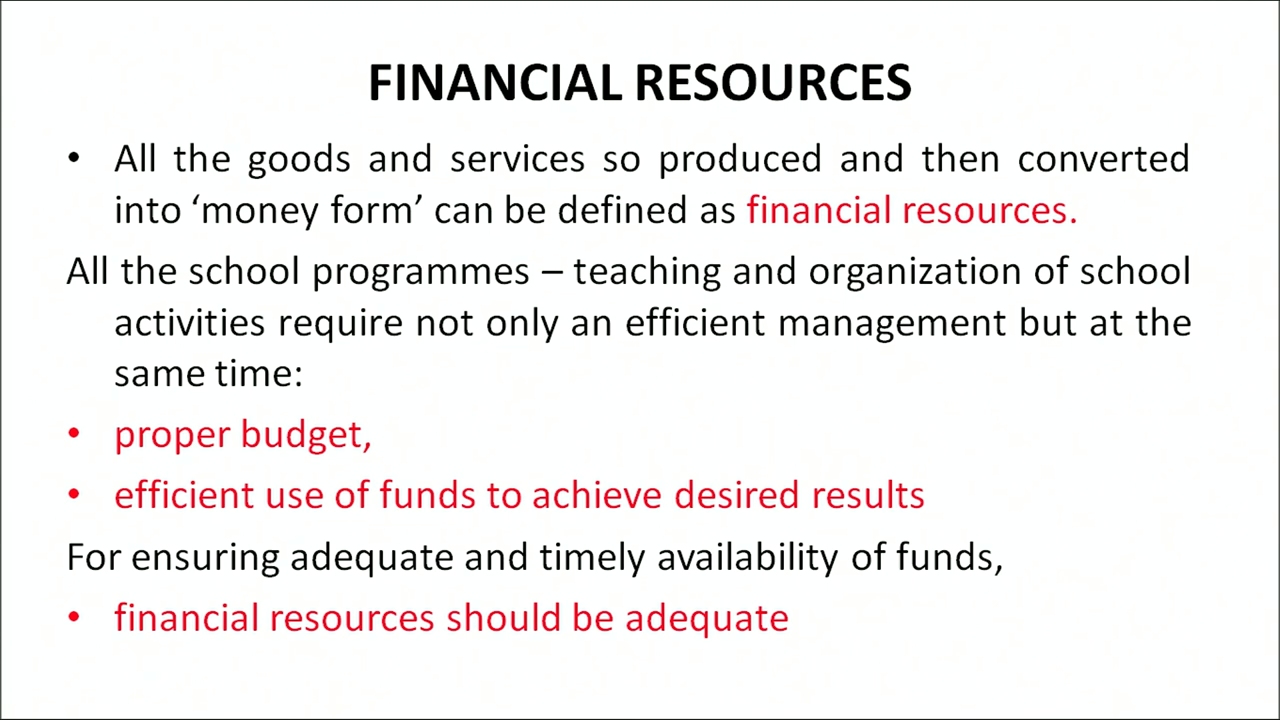 FINANCIAL RESOURCES
• All the goods and services so produced and then converted
into ‘money form’ can be defined as financial resources.
All the school programmes – teaching and organization of school
activities require not only an efficient management but at the
same time:
• proper budget,
• efficient use of funds to achieve desired results
For ensuring adequate and timely availability of funds,
• financial resources should be adequate